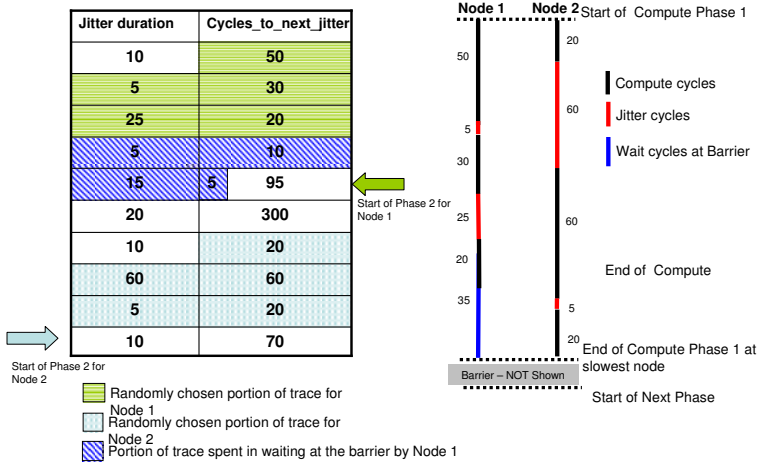 Jitter duration Cycles_to_next_jitter
10 50
5 30
25 20
5 10
15 5 95
20 300
10 20
60 60
5 20
10 70
Start of Phase 2 for
Node 1
Start of Phase 2 for
Node 2
Randomly chosen portion of trace for
Node 1
Randomly chosen portion of trace for
Node 2
Portion of trace spent in waiting at the barrier by Node 1
Node 1 Node 2
Start of Compute Phase 1
50
5
30
25
20
35
20
60
60
5
20
Compute cycles
Jitter cycles
Wait cycles at Barrier
End of Compute
End of Compute Phase 1 at
slowest node
Barrier – NOT Shown
Start of Next Phase